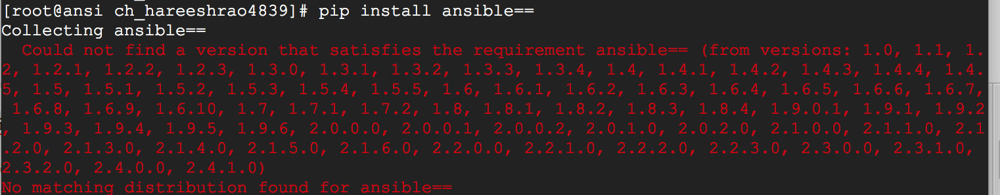 [root@ansi ch_hareeshrao4839]# pip install ansible==
Collecting ansible==
  Could not find a version that satisfies the requirement ansible== (from versions: 1.0, 1.1, 1.
2, 1.2.1, 1.2.2, 1.2.3, 1.3.0, 1.3.1, 1.3.2, 1.3.3, 1.3.4, 1.4, 1.4.1, 1.4.2, 1.4.3, 1.4.4, 1.4.
5, 1.5, 1.5.1, 1.5.2, 1.5.3, 1.5.4, 1.5.5, 1.6, 1.6.1, 1.6.2, 1.6.3, 1.6.4, 1.6.5, 1.6.6, 1.6.7,
 1.6.8, 1.6.9, 1.6.10, 1.7, 1.7.1, 1.7.2, 1.8, 1.8.1, 1.8.2, 1.8.3, 1.8.4, 1.9.0.1, 1.9.1, 1.9.2
, 1.9.3, 1.9.4, 1.9.5, 1.9.6, 2.0.0.0, 2.0.0.1, 2.0.0.2, 2.0.1.0, 2.0.2.0, 2.1.0.0, 2.1.1.0, 2.1
.2.0, 2.1.3.0, 2.1.4.0, 2.1.5.0, 2.1.6.0, 2.2.0.0, 2.2.1.0, 2.2.2.0, 2.2.3.0, 2.3.0.0, 2.3.1.0,
2.3.2.0, 2.4.0.0, 2.4.1.0)
No matching distribution found for ansible==